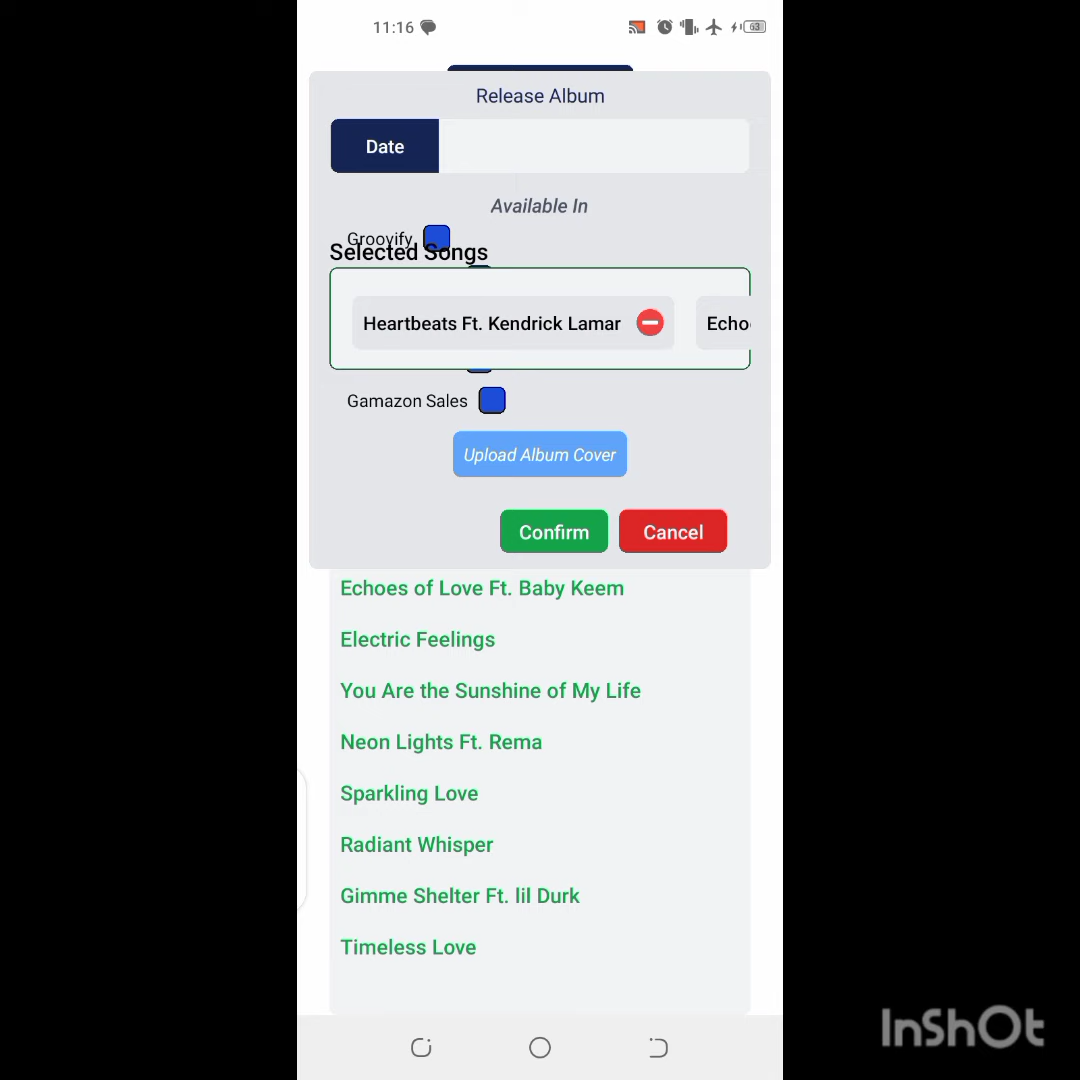 11:16
63
Release Album
Date
Available In
Groovify
Selected Songs
Heartbeats Ft. Kendrick Lamar
Echo
Gamazon Sales
Upload Album Cover
Confirm
Cancel
Echoes of Love Ft. Baby Keem
Electric Feelings
You Are the Sunshine of My Life
Neon Lights Ft. Rema
Sparkling Love
Radiant Whisper
Gimme Shelter Ft. lil Durk
Timeless Love
InShOt